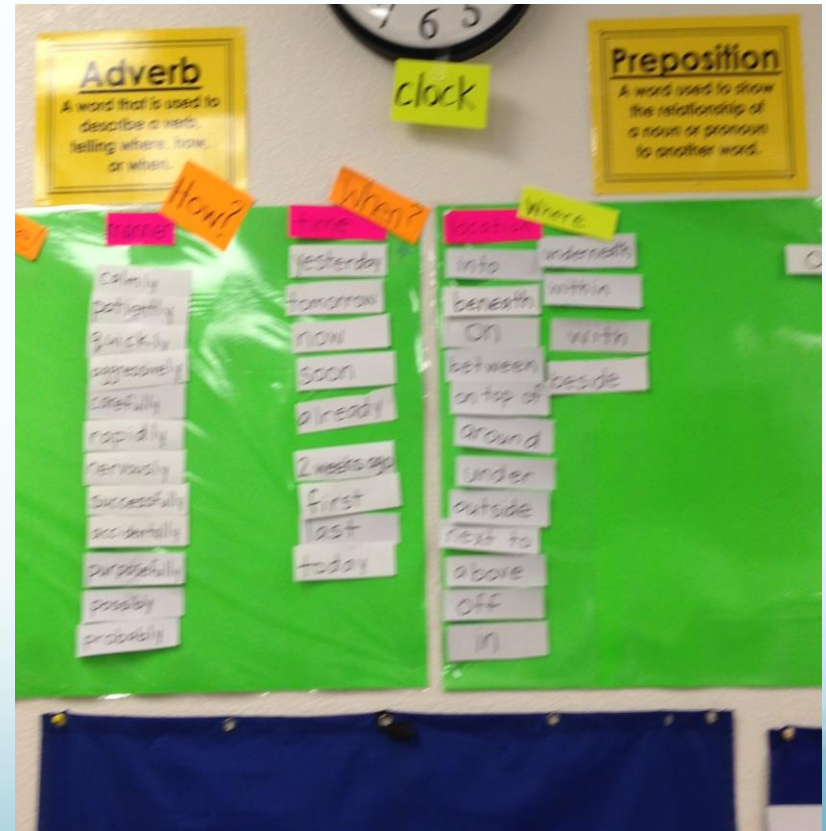 7 6 5
clock
Adverb
A word that is used to
describe a verb,
telling where, how,
or when.
Preposition
A word used to show
the relationship of
a noun or pronoun
to another word.
How?
manner
calmly
patiently
quickly
aggressively
carefully
rapidly
nervously
successfully
accidentally
purposefully
possibly
probably
When?
time
yesterday
tomorrow
now
soon
already
2 weeks ago
first
last
today
Where
location
into
beneath
on
between
on top of
around
under
outside
next to
above
off
in
underneath
within
with
beside